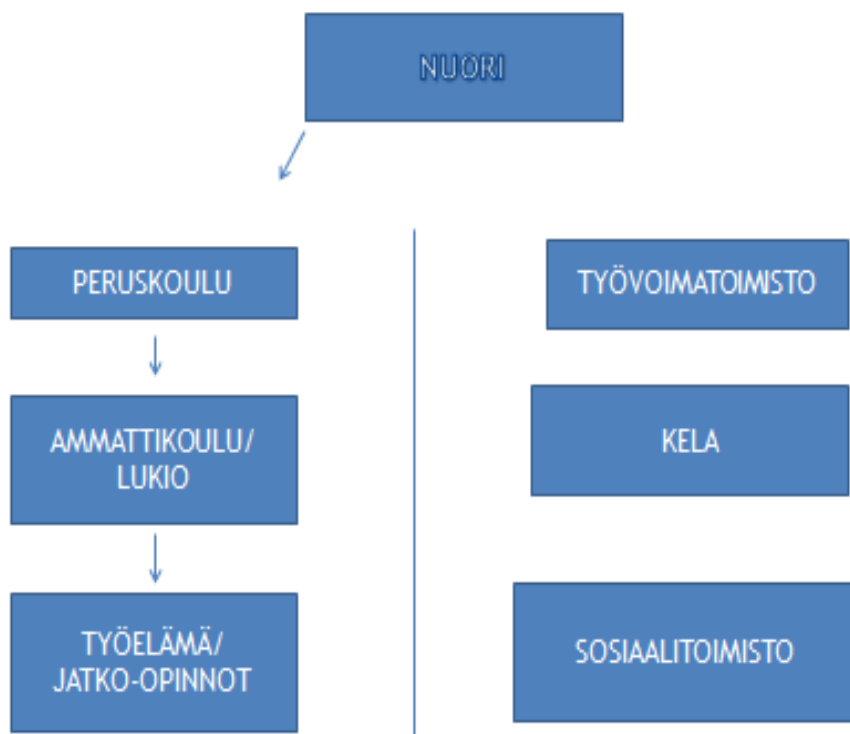 NUORI
PERUSKOULU
AMMATTIKOULU/
LUKIO
TYÖELÄMÄ/
JATKO-OPINNOT
TYÖVOIMATOIMISTO
KELA
SOSIAALITOIMISTO